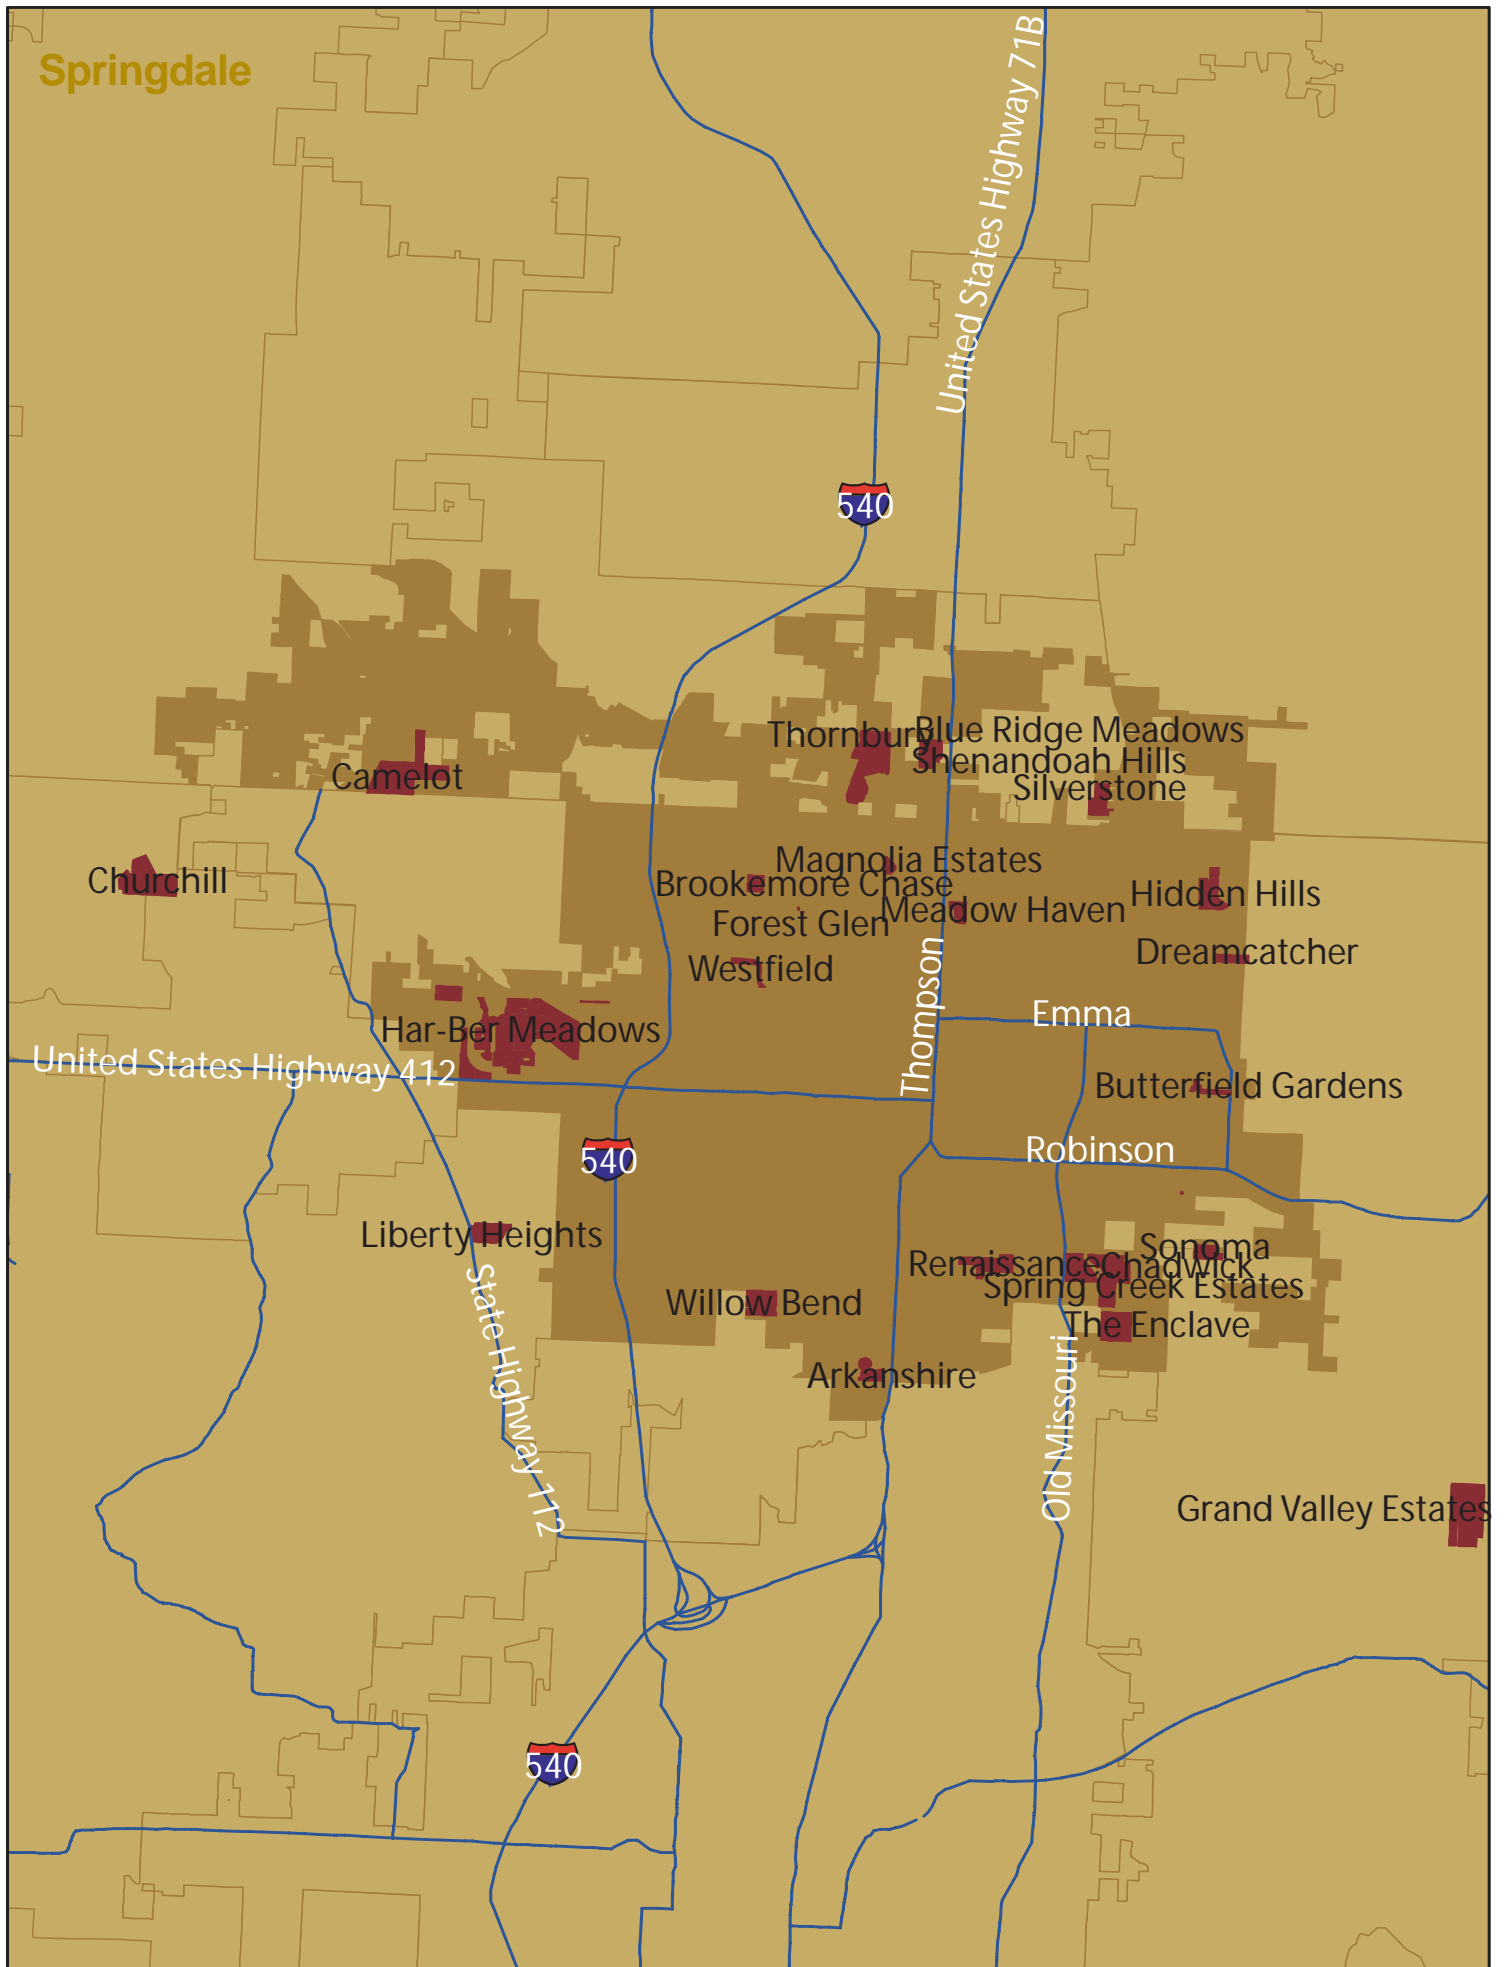 Springdale
United States Highway 71B
540
Thornbury
Blue Ridge Meadows
Shenandoah Hills
Camelot
Silverstone
Magnolia Estates
Churchill
Brookemore Chase
Hidden Hills
Meadow Haven
Forest Glen
Dreamcatcher
Westfield
Thompson
Emma
Har-Ber Meadows
United States Highway 412
Butterfield Gardens
Robinson
540
Liberty Heights
Sonoma
Renaissance
Chadwick
Spring Creek Estates
Willow Bend
The Enclave
State Highway 112
Arkanshire
Old Missouri
Grand Valley Estates
540